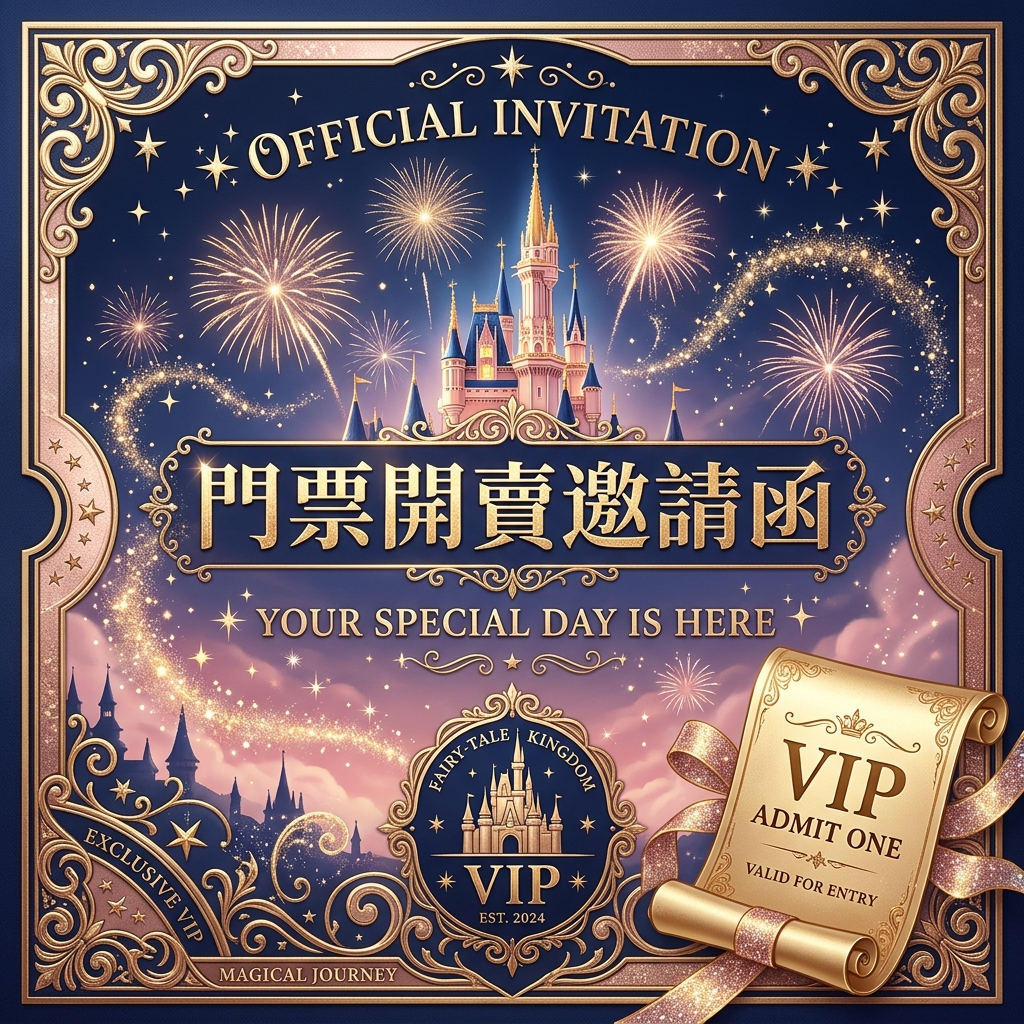 OFFICIAL INVITATION
門票開賣邀請函
YOUR SPECIAL DAY IS HERE
FAIRY-TALE KINGDOM
VIP
EST. 2024
VIP
ADMIT ONE
VALID FOR ENTRY
EXCLUSIVE VIP
MAGICAL JOURNEY